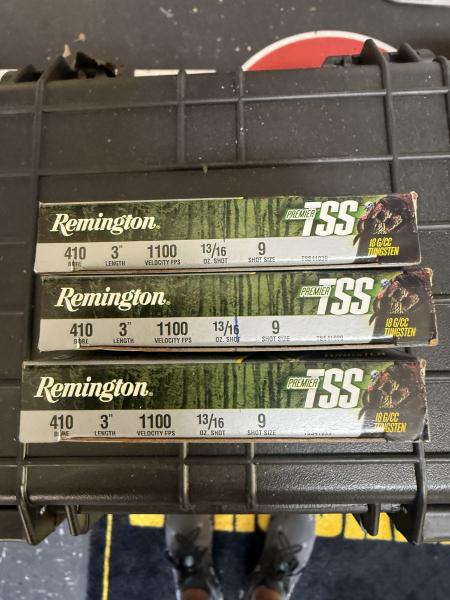 Remington® PREMIER TSS
18 G/CC
TUNGSTEN
410 3" 1100 13/16 9
BORE LENGTH VELOCITY FPS OZ. SHOT SHOT SIZE TSS41039
Remington® PREMIER TSS
18 G/CC
TUNGSTEN
410 3" 1100 13/16 9
BORE LENGTH VELOCITY FPS OZ. SHOT SHOT SIZE TSS41039
Remington® PREMIER TSS
18 G/CC
TUNGSTEN
410 3" 1100 13/16 9
BORE LENGTH VELOCITY FPS OZ. SHOT SHOT SIZE TSS41039